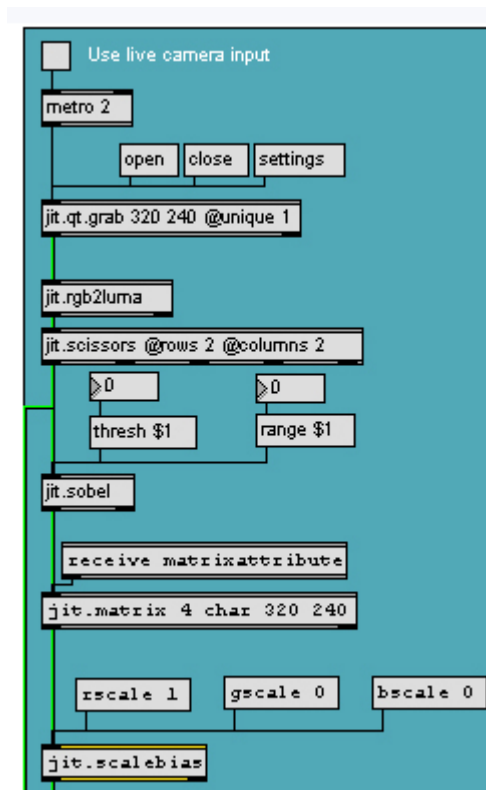 Use live camera input
metro 2
open close settings
jit.qt.grab 320 240 @unique 1
jit.rgb2luma
jit.scissors @rows 2 @columns 2
0 0
thresh $1 range $1
jit.sobel
receive matrixattribute
jit.matrix 4 char 320 240
rscale 1 gscale 0 bscale 0
jit.scalebias